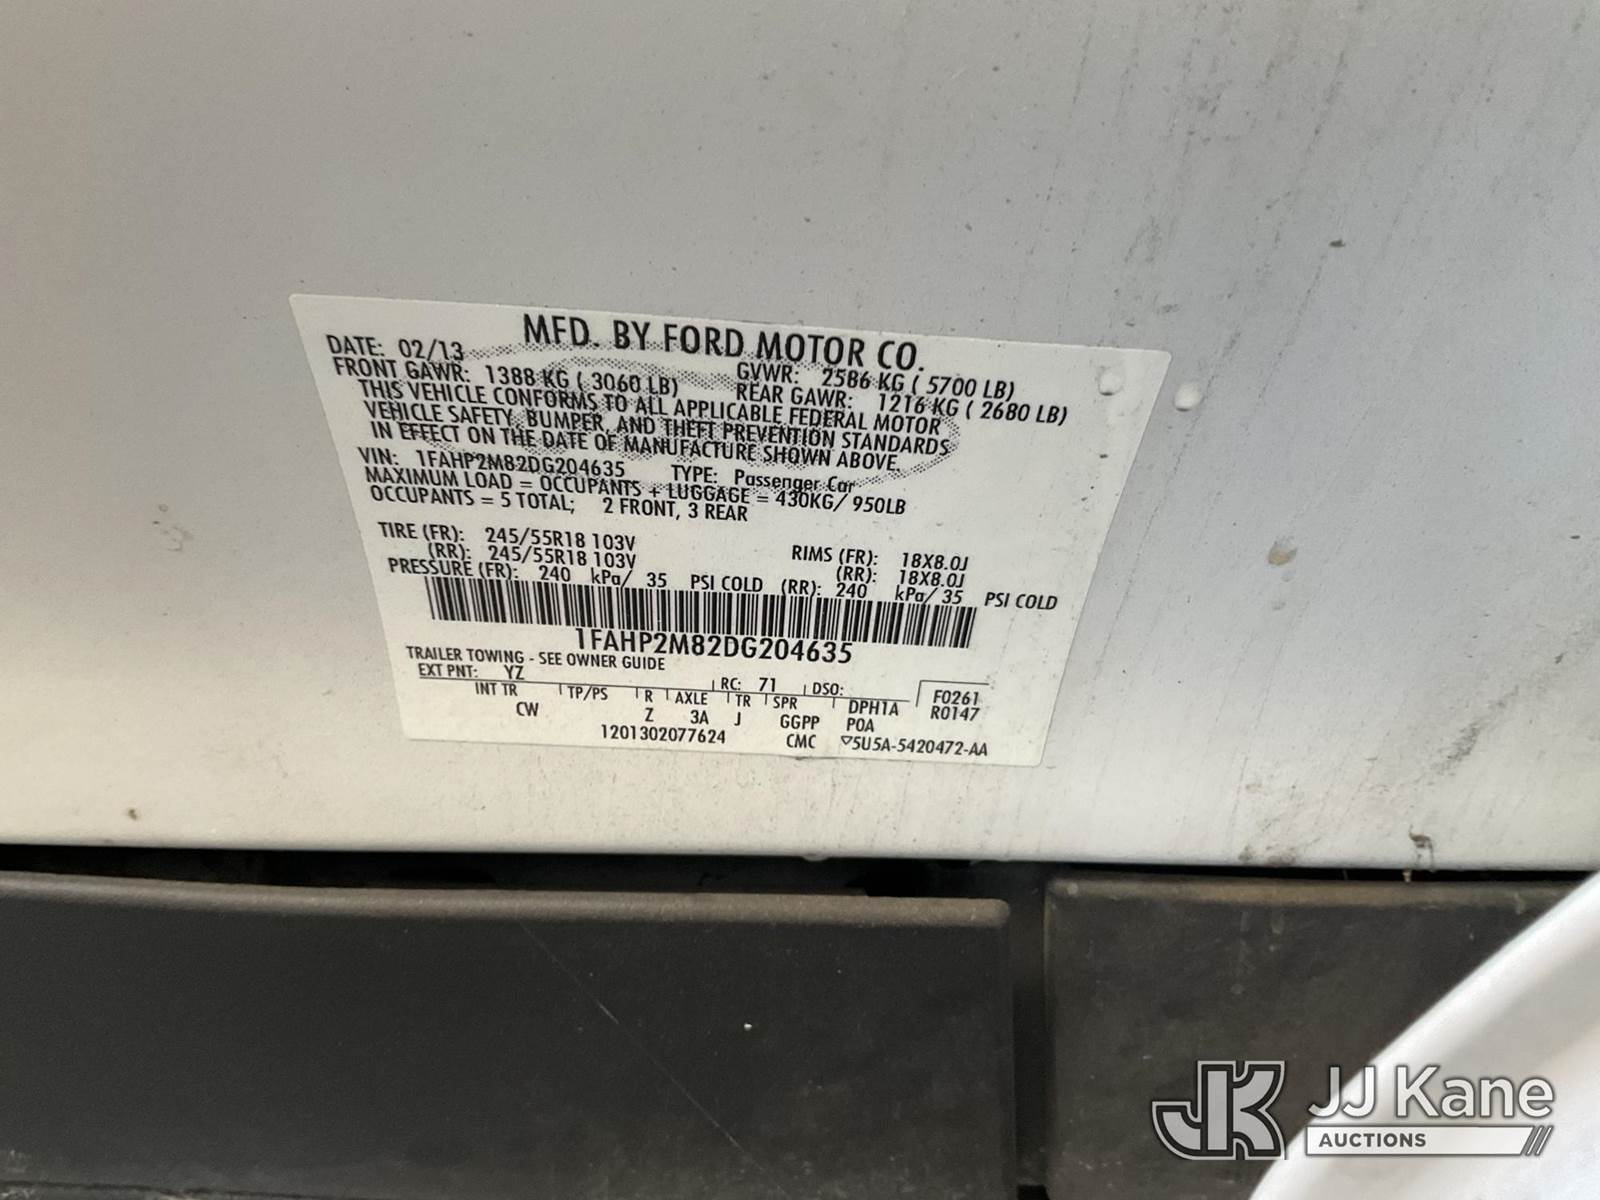 MFD. BY FORD MOTOR CO.
DATE: 02/13 GVWR: 2586 KG ( 5700 LB)
FRONT GAWR: 1388 KG ( 3060 LB) REAR GAWR: 1216 KG ( 2680 LB)
THIS VEHICLE CONFORMS TO ALL APPLICABLE FEDERAL MOTOR
VEHICLE SAFETY, BUMPER, AND THEFT PREVENTION STANDARDS
IN EFFECT ON THE DATE OF MANUFACTURE SHOWN ABOVE.
VIN: 1FAHP2M82DG204635 TYPE: Passenger Car
MAXIMUM LOAD = OCCUPANTS + LUGGAGE = 430KG/ 950LB
OCCUPANTS = 5 TOTAL; 2 FRONT, 3 REAR
TIRE (FR): 245/55R18 103V RIMS (FR): 18X8.0J
(RR): 245/55R18 103V (RR): 18X8.0J
PRESSURE (FR): 240 kPa/ 35 PSI COLD (RR): 240 kPa/ 35 PSI COLD
1FAHP2M82DG204635
TRAILER TOWING - SEE OWNER GUIDE
EXT PNT: YZ RC: 71 DSO: F0261
INT TR TP/PS R AXLE TR SPR DPH1A R0147
CW Z 3A J GGPP POA
1201302077624 CMC ▽5U5A-5420472-AA
JK JJ Kane
AUCTIONS